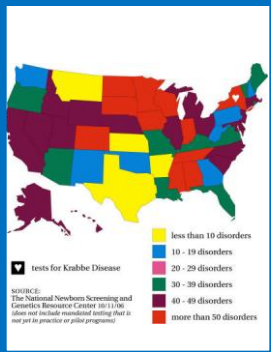 less than 10 disorders
10 - 19 disorders
20 - 29 disorders
30 - 39 disorders
40 - 49 disorders
more than 50 disorders
tests for Krabbe Disease
SOURCE:
The National Newborn Screening and
Genetics Resource Center 10/11/06
(does not include mandated testing that is
not yet in practice or pilot programs)